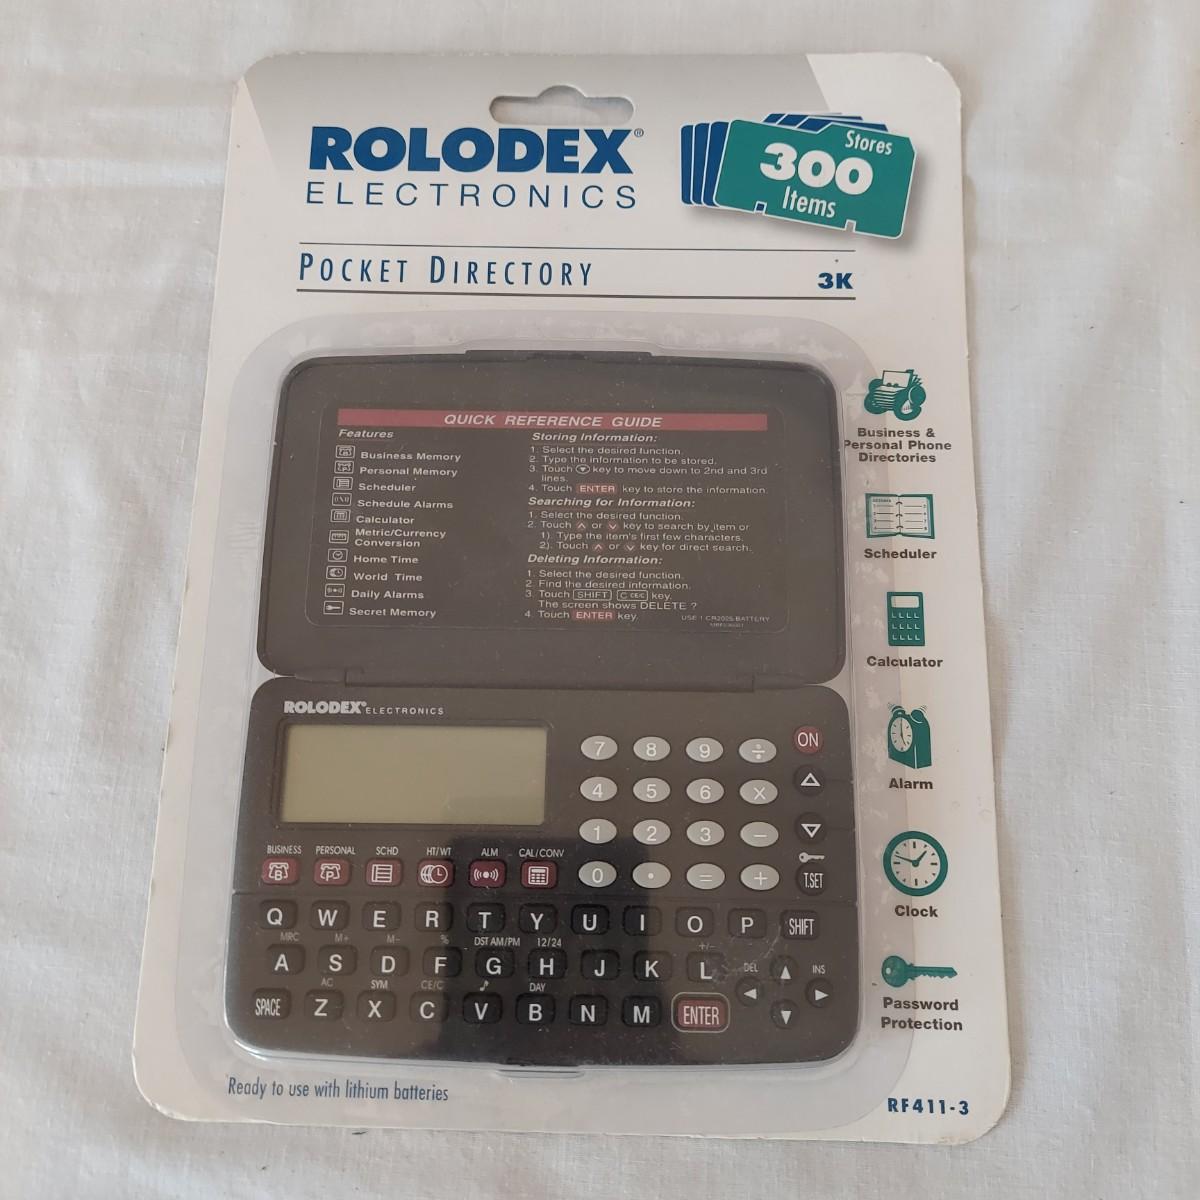 ROLODEX®
ELECTRONICS
Stores
300
Items
POCKET DIRECTORY
3K
QUICK REFERENCE GUIDE
Features
Business Memory
Personal Memory
Scheduler
Schedule Alarms
Calculator
Metric/Currency
Conversion
Home Time
World Time
Daily Alarms
Secret Memory
Storing Information:
1. Select the desired function.
2. Type the information to be stored.
3. Touch key to move down to 2nd and 3rd
lines.
4. Touch ENTER key to store the information.
Searching for Information:
1. Select the desired function.
2. Touch or key to search by item or
1). Type the item's first few characters.
2). Touch or key for direct search.
Deleting Information:
1. Select the desired function.
2. Find the desired information.
3. Touch SHIFT C CE/C key.
The screen shows DELETE ?
4. Touch ENTER key.
USE 1 CR2025 BATTERY
Business &
Personal Phone
Directories
Scheduler
Calculator
Alarm
Clock
Password
Protection
ROLODEX® ELECTRONICS
7 8 9 ÷ ON
4 5 6 X
1 2 3 −
0 • = + T.SET
BUSINESS PERSONAL SCHD HT/WT ALM CAL/CONV
B P
Q W E R T Y U I O P SHIFT
MRC M+ M− % DST AM/PM 12/24 +/−
A S D F G H J K L DEL INS
AC SYM CE/C DAY
SPACE Z X C V B N M ENTER
Ready to use with lithium batteries
RF411-3